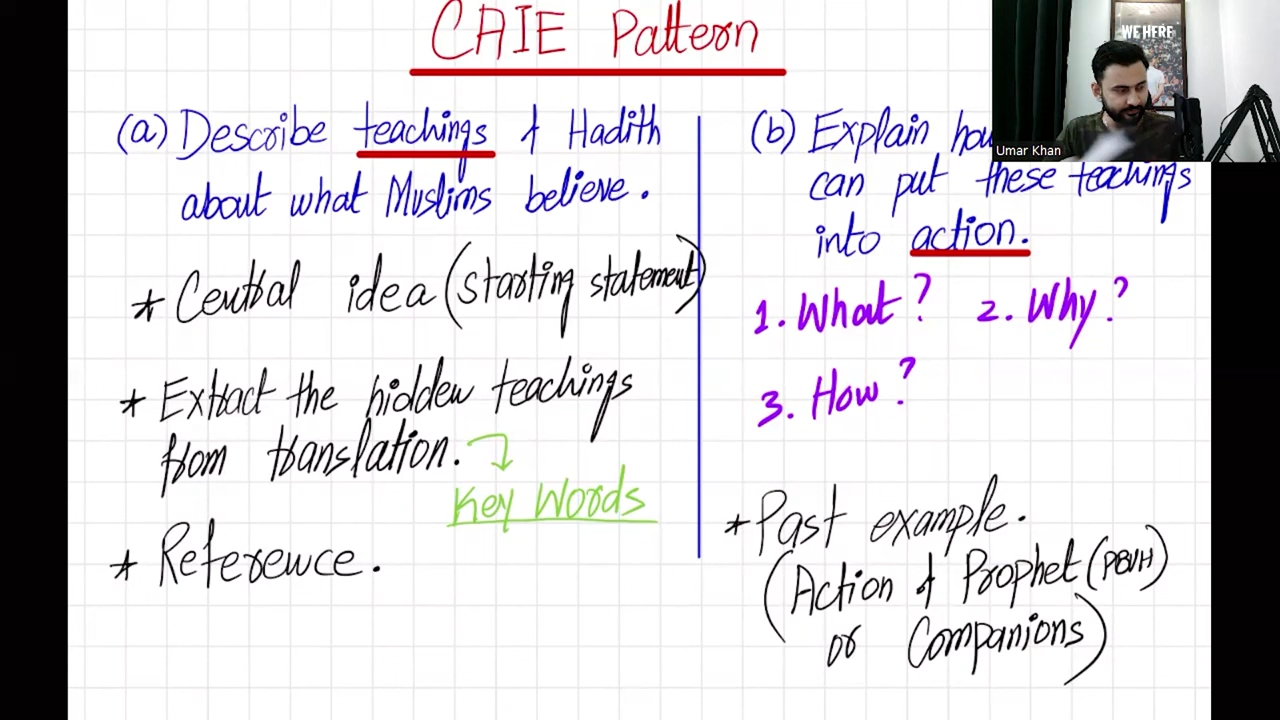 CAIE Pattern
(a) Describe teachings of Hadith
about what Muslims believe.
* Central idea (starting statement)
* Extract the hidden teachings
from translation.
Key Words
* Reference.
(b) Explain how
can put these teachings
into action.
1. What? 2. Why?
3. How?
* Past example.
(Action of Prophet (PBUH)
or Companions)
WE HERE
Umar Khan